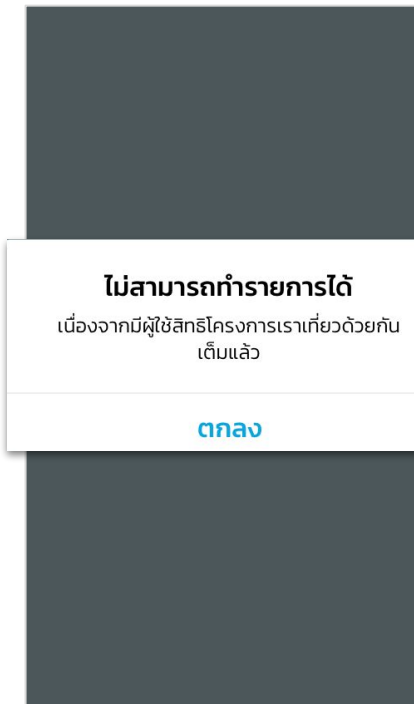 ไม่สามารถทำรายการได้
เนื่องจากมีผู้ใช้สิทธิโครงการเราเที่ยวด้วยกัน
เต็มแล้ว
ตกลง